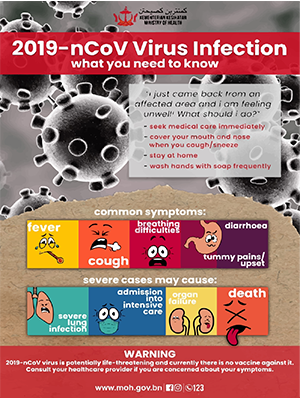 كمنترين كصيحتن
KEMENTERIAN KESIHATAN
MINISTRY OF HEALTH
2019-nCoV Virus Infection
what you need to know
"i just came back from an
affected area and i am feeling
unwell! What should i do?"
- seek medical care immediately
- cover your mouth and nose
when you cough/sneeze
- stay at home
- wash hands with soap frequently
common symptoms:
fever
cough
breathing
difficulties
diarrhoea
tummy pains/
upset
severe cases may cause:
severe
lung
infection
admission
into
intensive
care
organ
failure
death
WARNING
2019-nCoV virus is potentially life-threatening and currently there is no vaccine against it.
Consult your healthcare provider if you are concerned about your symptoms.
www.moh.gov.bn
123